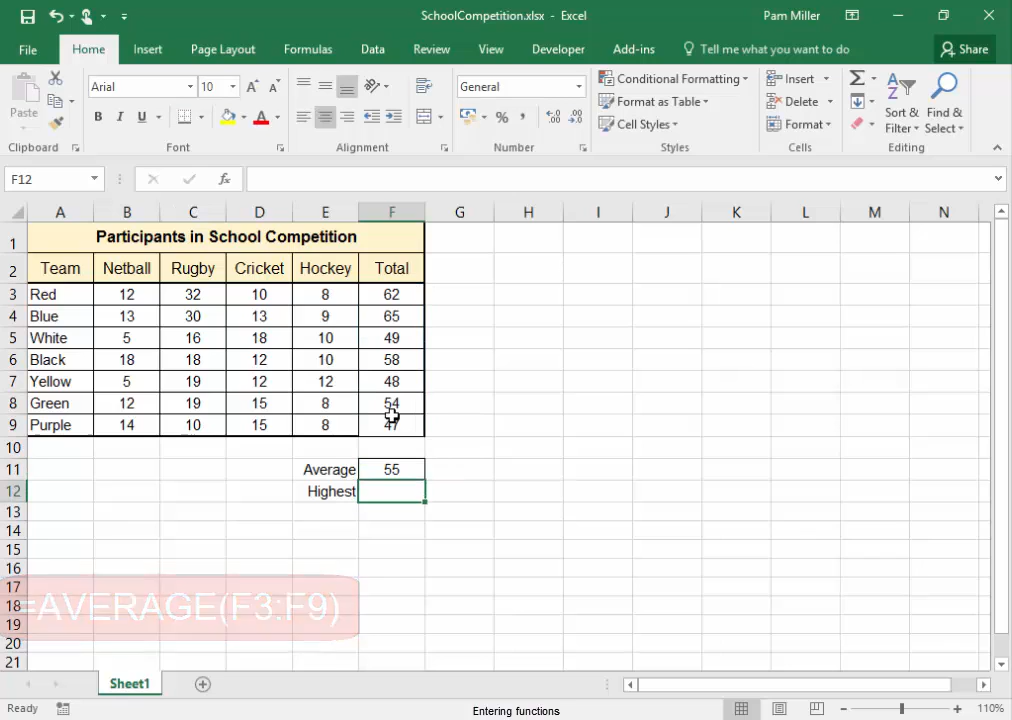 SchoolCompetition.xlsx - Excel
Pam Miller
File Home Insert Page Layout Formulas Data Review View Developer Add-ins Tell me what you want to do Share
Paste
Clipboard
Arial 10
B I U A
Font
Alignment
General
% ,
Number
Conditional Formatting
Format as Table
Cell Styles
Styles
Insert
Delete
Format
Cells
Sort & Filter
Find & Select
Editing
F12 fx
A B C D E F G H I J K L M N
1 Participants in School Competition
2 Team Netball Rugby Cricket Hockey Total
3 Red 12 32 10 8 62
4 Blue 13 30 13 9 65
5 White 5 16 18 10 49
6 Black 18 18 12 10 58
7 Yellow 5 19 12 12 48
8 Green 12 19 15 8 54
9 Purple 14 10 15 8 47
10
11 Average 55
12 Highest
13
14
15
16
17
18 =AVERAGE(F3:F9)
19
20
21
Sheet1
Ready
Entering functions
110%